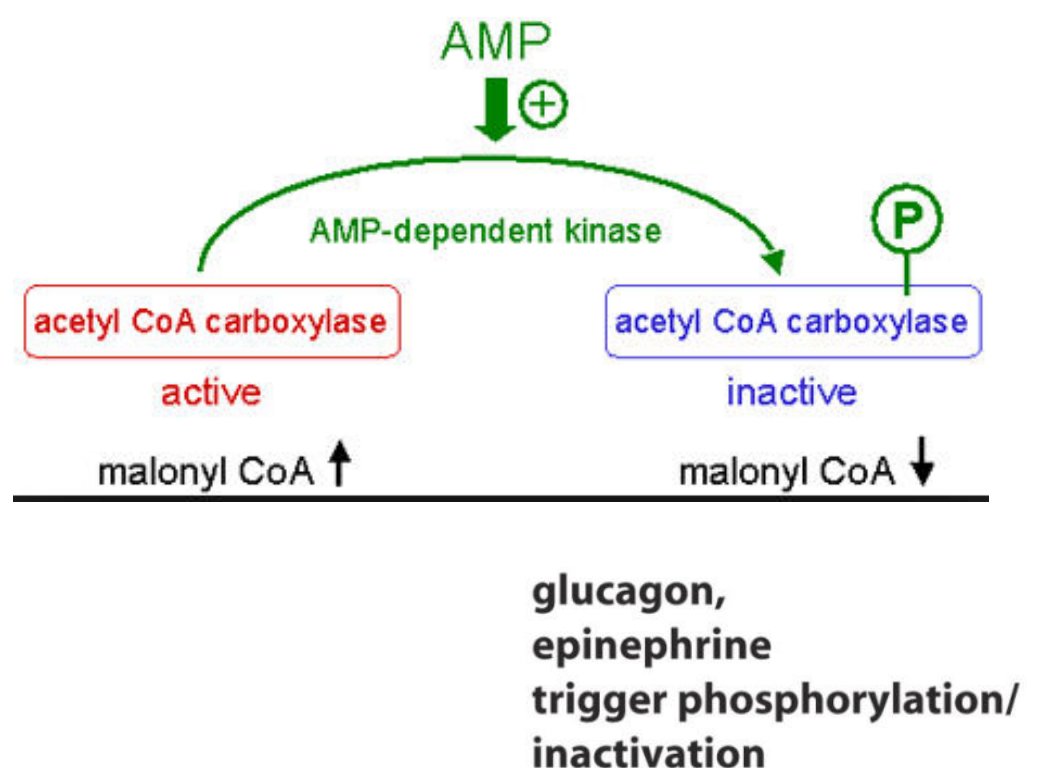 AMP
+
P
AMP-dependent kinase
acetyl CoA carboxylase
acetyl CoA carboxylase
active
inactive
malonyl CoA ↑
malonyl CoA ↓
glucagon,
epinephrine
trigger phosphorylation/
inactivation